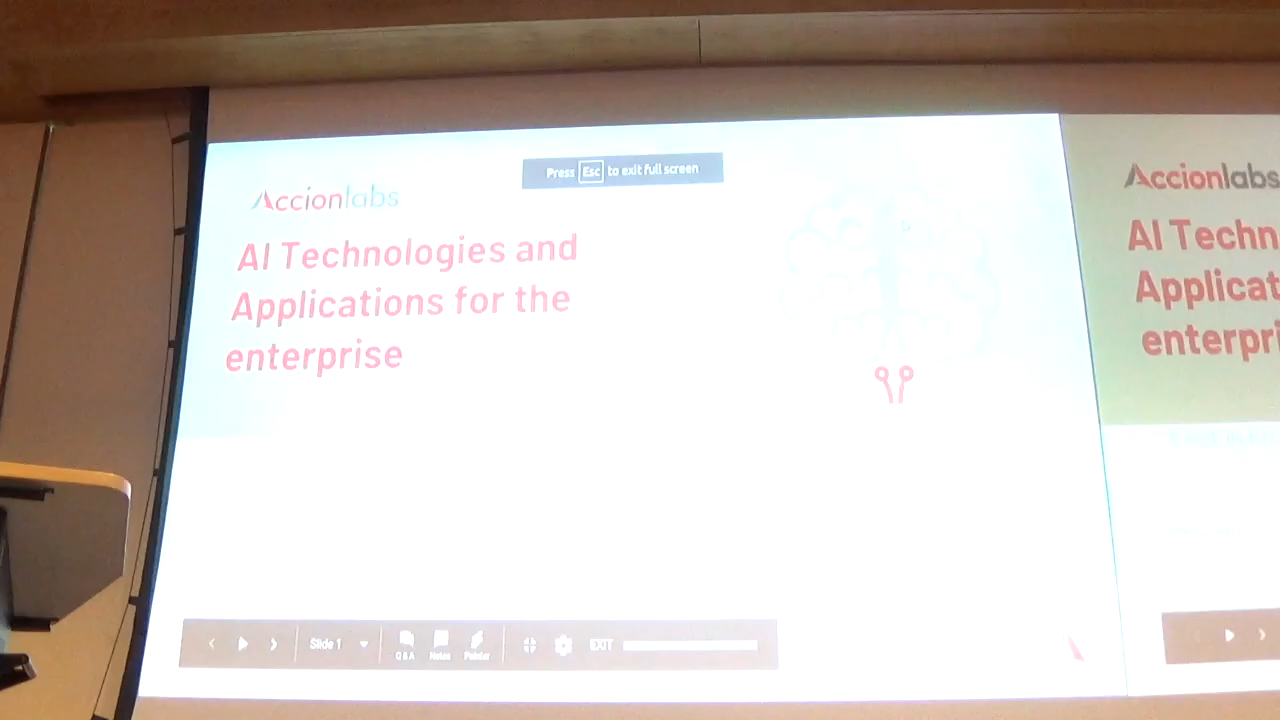 Press Esc to exit full screen
Accionlabs
AI Technologies and
Applications for the
enterprise
Slide 1
Q & A
Notes
Pointer
EXIT
Accionlabs
AI Techn
Applicat
enterpri